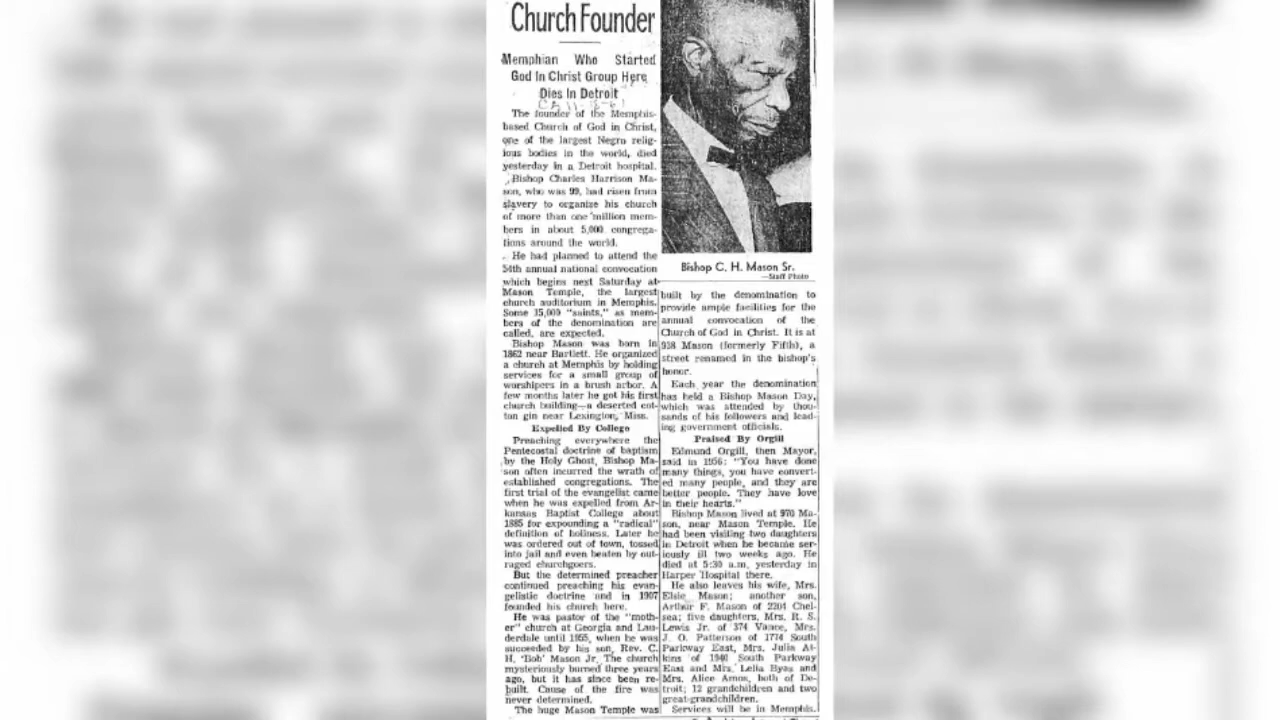 Church Founder
Memphian Who Started
God In Christ Group Here
Dies In Detroit
The founder of the Memphis-
based Church of God in Christ,
one of the largest Negro relig-
ious bodies in the world, died
yesterday in a Detroit hospital.
Bishop Charles Harrison Ma-
son, who was 99, had risen from
slavery to organize his church
of more than one million mem-
bers in about 5,000 congrega-
tions around the world.
He had planned to attend the
54th annual national convocation
which begins next Saturday at
Mason Temple, the largest
church auditorium in Memphis.
Some 15,000 "saints," as mem-
bers of the denomination are
called, are expected.
Bishop Mason was born in
1862 near Bartlett. He organized
a church at Memphis by holding
services for a small group of
worshipers in a brush arbor. A
few months later he got his first
church building—a deserted cot-
ton gin near Lexington, Miss.
Expelled By College
Preaching everywhere the
Pentecostal doctrine of baptism
by the Holy Ghost, Bishop Ma-
son often incurred the wrath of
established congregations. The
first trial of the evangelist came
when he was expelled from Ar-
kansas Baptist College about
1885 for expounding a "radical"
definition of holiness. Later he
was ordered out of town, tossed
into jail and even beaten by out-
raged churchgoers.
But the determined preacher
continued preaching his evan-
gelistic doctrine and in 1907
founded his church here.
He was pastor of the "moth-
er" church at Georgia and Lau-
derdale until 1955, when he was
succeeded by his son, Rev. C.
H. 'Bob' Mason Jr. The church
mysteriously burned three years
ago, but it has since been re-
built. Cause of the fire was
never determined.
The huge Mason Temple was
Bishop C. H. Mason Sr.
—Staff Photo
built by the denomination to
provide ample facilities for the
annual convocation of the
Church of God in Christ. It is at
938 Mason (formerly Fifth), a
street renamed in the bishop's
honor.
Each year the denomination
has held a Bishop Mason Day,
which was attended by thou-
sands of his followers and lead-
ing government officials.
Praised By Orgill
Edmund Orgill, then Mayor,
said in 1956: "You have done
many things, you have convert-
ed many people, and they are
better people. They have love
in their hearts."
Bishop Mason lived at 970 Ma-
son, near Mason Temple. He
had been visiting two daughters
in Detroit when he became ser-
iously ill two weeks ago. He
died at 5:30 a.m. yesterday in
Harper Hospital there.
He also leaves his wife, Mrs.
Elsie Mason; another son,
Arthur F. Mason of 2204 Chel-
sea; five daughters, Mrs. R. S.
Lewis Jr. of 374 Vance, Mrs.
J. O. Patterson of 1774 South
Parkway East, Mrs. Julia At-
kins of 1940 South Parkway
East and Mrs. Lelia Byas and
Mrs. Alice Amos, both of De-
troit; 12 grandchildren and two
great-grandchildren.
Services will be in Memphis.